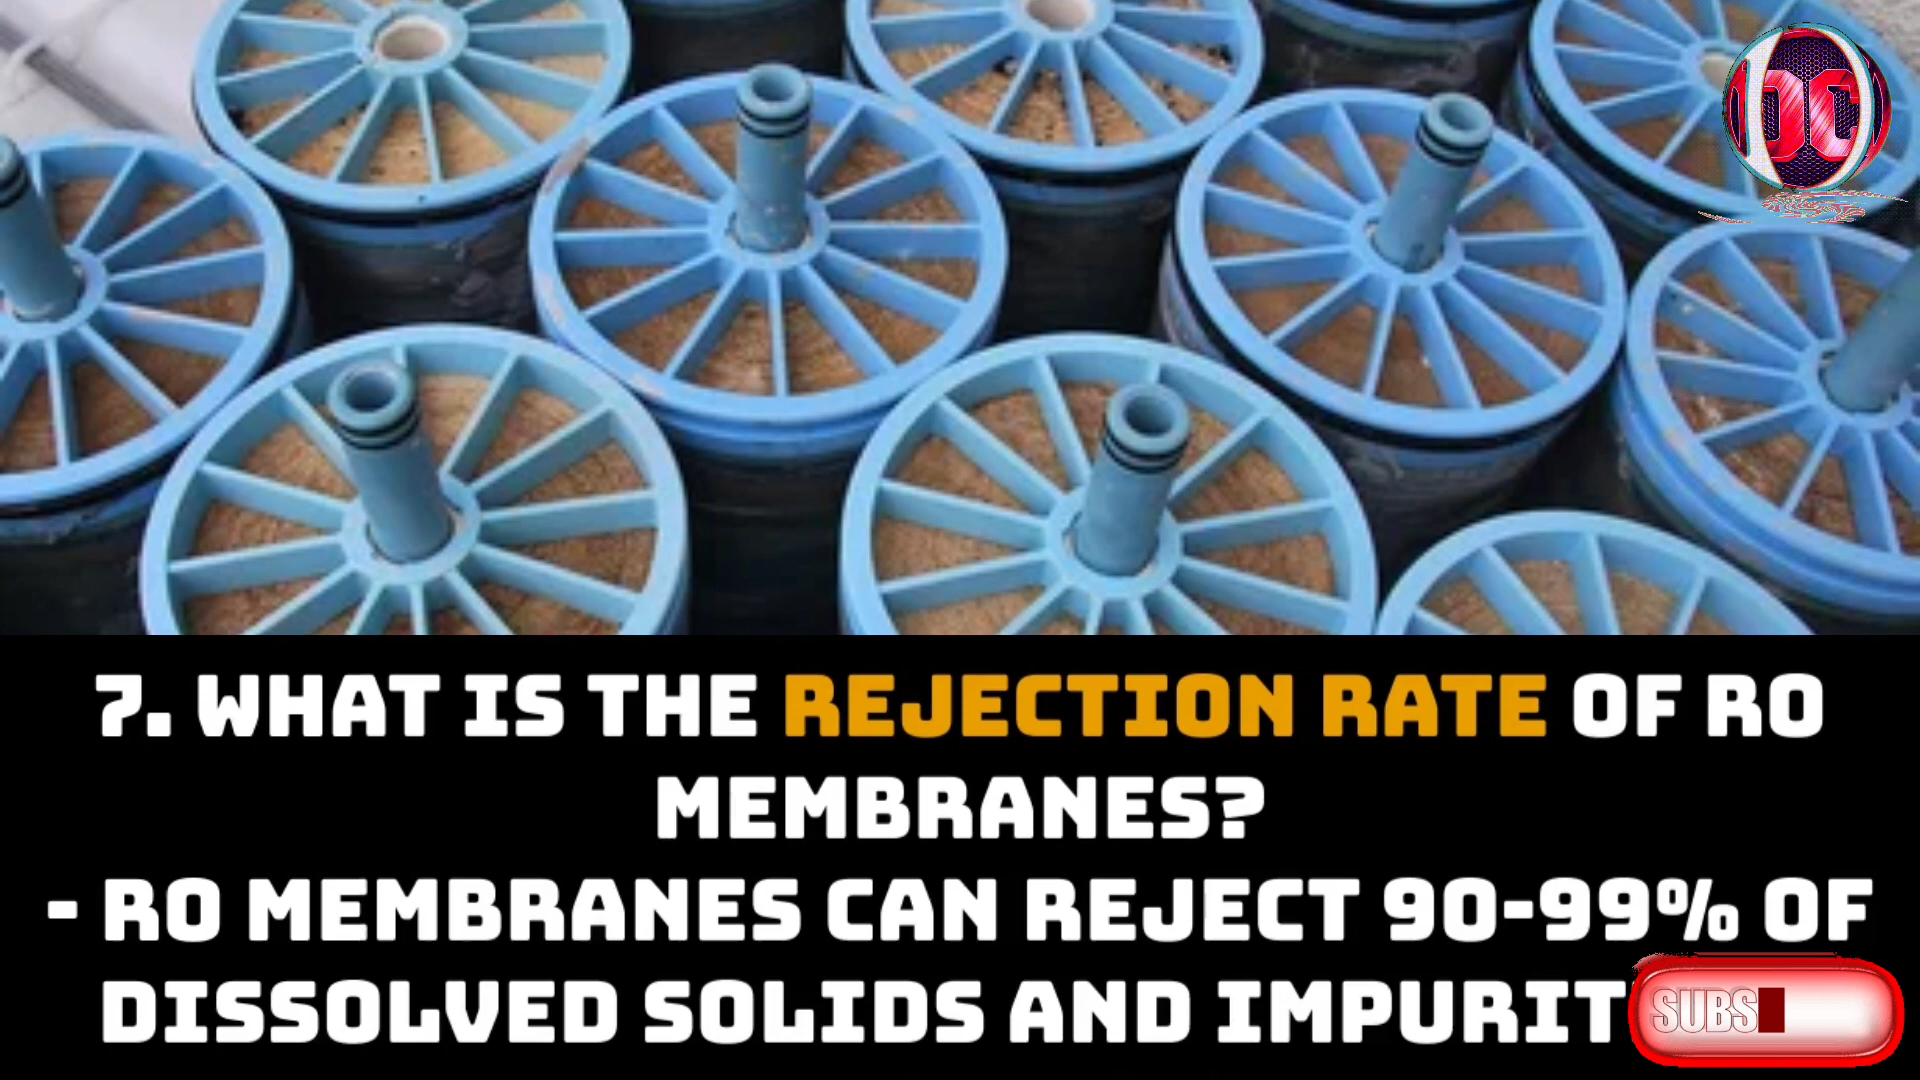 DC
7. WHAT IS THE REJECTION RATE OF RO
MEMBRANES?
- RO MEMBRANES CAN REJECT 90-99% OF
DISSOLVED SOLIDS AND IMPURIT
SUBS